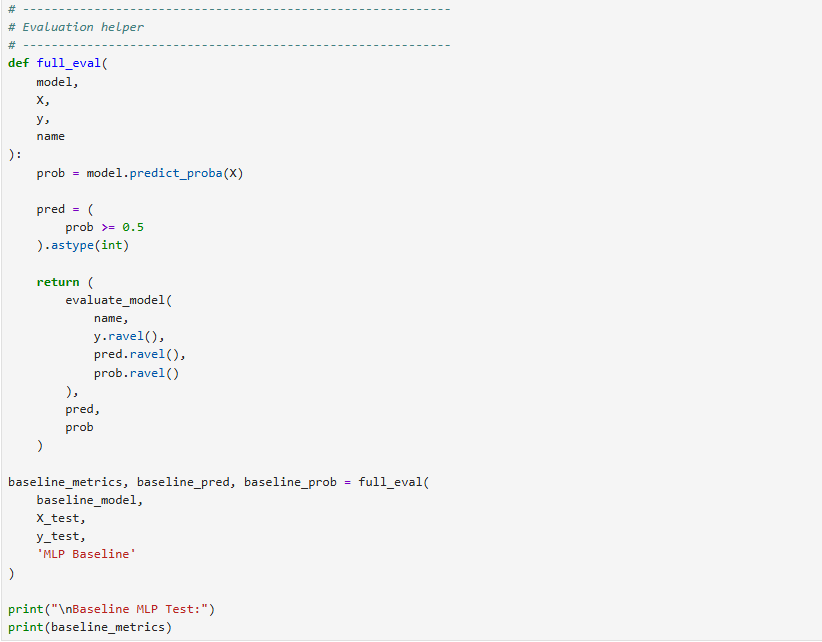 # ------------------------------------------------------------
# Evaluation helper
# ------------------------------------------------------------
def full_eval(
    model,
    X,
    y,
    name
):
    prob = model.predict_proba(X)

    pred = (
        prob >= 0.5
    ).astype(int)

    return (
        evaluate_model(
            name,
            y.ravel(),
            pred.ravel(),
            prob.ravel()
        ),
        pred,
        prob
    )

baseline_metrics, baseline_pred, baseline_prob = full_eval(
    baseline_model,
    X_test,
    y_test,
    'MLP Baseline'
)

print("\nBaseline MLP Test:")
print(baseline_metrics)